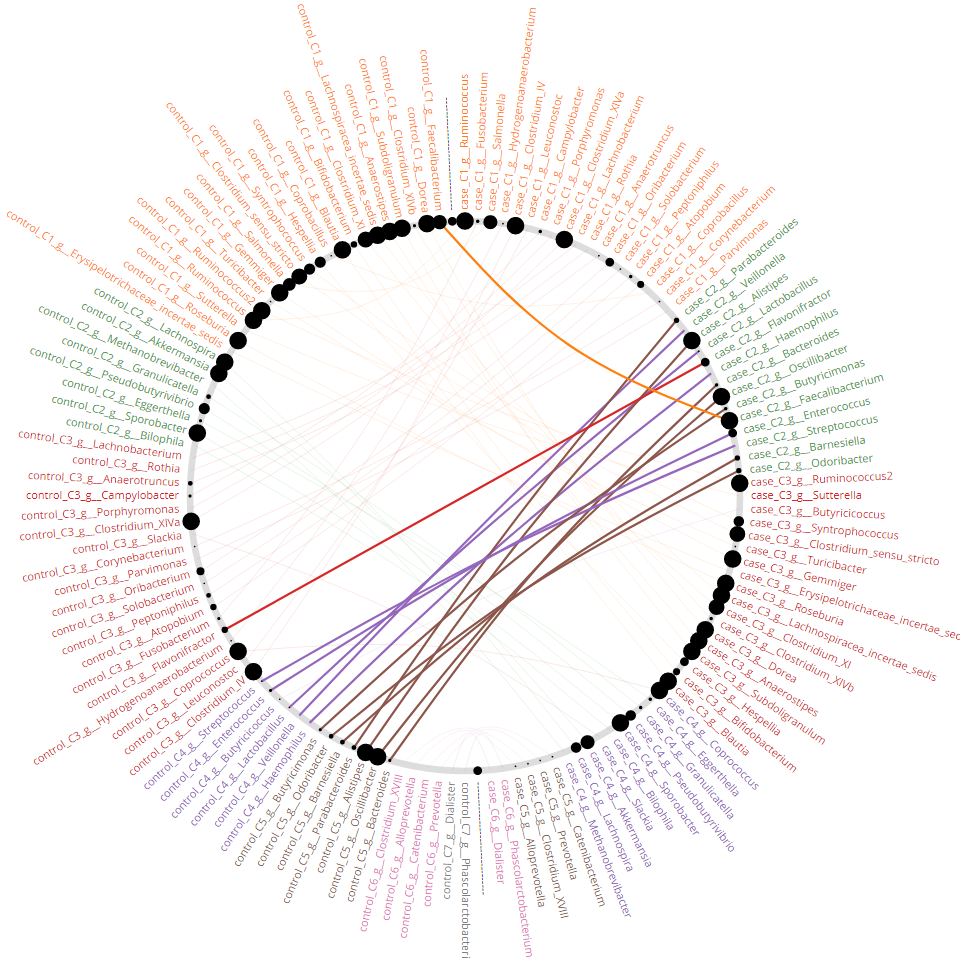 case_C1_g__Ruminococcus
case_C1_g__Fusobacterium
case_C1_g__Salmonella
case_C1_g__Hydrogenoanaerobacterium
case_C1_g__Clostridium_IV
case_C1_g__Leuconostoc
case_C1_g__Campylobacter
case_C1_g__Porphyromonas
case_C1_g__Clostridium_XlVa
case_C1_g__Lachnobacterium
case_C1_g__Rothia
case_C1_g__Anaerotruncus
case_C1_g__Oribacterium
case_C1_g__Solobacterium
case_C1_g__Peptoniphilus
case_C1_g__Atopobium
case_C1_g__Coprobacillus
case_C1_g__Corynebacterium
case_C1_g__Parvimonas
case_C2_g__Parabacteroides
case_C2_g__Veillonella
case_C2_g__Alistipes
case_C2_g__Lactobacillus
case_C2_g__Flavonifractor
case_C2_g__Haemophilus
case_C2_g__Bacteroides
case_C2_g__Oscillibacter
case_C2_g__Butyricimonas
case_C2_g__Faecalibacterium
case_C2_g__Enterococcus
case_C2_g__Streptococcus
case_C2_g__Barnesiella
case_C2_g__Odoribacter
case_C3_g__Ruminococcus2
case_C3_g__Sutterella
case_C3_g__Butyricicoccus
case_C3_g__Syntrophococcus
case_C3_g__Clostridium_sensu_stricto
case_C3_g__Turicibacter
case_C3_g__Gemmiger
case_C3_g__Erysipelotrichaceae_incertae_sec
case_C3_g__Roseburia
case_C3_g__Lachnospiracea_incertae_sedis
case_C3_g__Clostridium_XI
case_C3_g__Clostridium_XlVb
case_C3_g__Dorea
case_C3_g__Anaerostipes
case_C3_g__Subdoligranulum
case_C3_g__Hespellia
case_C3_g__Bifidobacterium
case_C3_g__Blautia
case_C4_g__Coprococcus
case_C4_g__Eggerthella
case_C4_g__Granulicatella
case_C4_g__Pseudobutyrivibrio
case_C4_g__Sporobacter
case_C4_g__Bilophila
case_C4_g__Slackia
case_C4_g__Akkermansia
case_C4_g__Lachnospira
case_C4_g__Methanobrevibacter
case_C5_g__Catenibacterium
case_C5_g__Prevotella
case_C5_g__Clostridium_XVIII
case_C5_g__Alloprevotella
case_C6_g__Phascolarctobacterium
case_C6_g__Dialister
control_C7_g__Phascolarctobacteri
control_C7_g__Dialister
control_C6_g__Prevotella
control_C6_g__Catenibacterium
control_C6_g__Alloprevotella
control_C6_g__Clostridium_XVIII
control_C5_g__Bacteroides
control_C5_g__Oscillibacter
control_C5_g__Alistipes
control_C5_g__Parabacteroides
control_C5_g__Barnesiella
control_C5_g__Odoribacter
control_C5_g__Butyricimonas
control_C4_g__Haemophilus
control_C4_g__Veillonella
control_C4_g__Lactobacillus
control_C4_g__Butyricicoccus
control_C4_g__Enterococcus
control_C4_g__Streptococcus
control_C3_g__Clostridium_IV
control_C3_g__Leuconostoc
control_C3_g__Coprococcus
control_C3_g__Hydrogenoanaerobacterium
control_C3_g__Flavonifractor
control_C3_g__Fusobacterium
control_C3_g__Atopobium
control_C3_g__Peptoniphilus
control_C3_g__Solobacterium
control_C3_g__Oribacterium
control_C3_g__Parvimonas
control_C3_g__Corynebacterium
control_C3_g__Slackia
control_C3_g__Clostridium_XlVa
control_C3_g__Porphyromonas
control_C3_g__Campylobacter
control_C3_g__Anaerotruncus
control_C3_g__Rothia
control_C3_g__Lachnobacterium
control_C2_g__Bilophila
control_C2_g__Sporobacter
control_C2_g__Eggerthella
control_C2_g__Pseudobutyrivibrio
control_C2_g__Granulicatella
control_C2_g__Methanobrevibacter
control_C2_g__Akkermansia
control_C2_g__Lachnospira
control_C1_g__Erysipelotrichaceae_incertae_sedis
control_C1_g__Roseburia
control_C1_g__Sutterella
control_C1_g__Ruminococcus
control_C1_g__Ruminococcus2
control_C1_g__Turicibacter
control_C1_g__Gemmiger
control_C1_g__Salmonella
control_C1_g__Clostridium_sensu_stricto
control_C1_g__Syntrophococcus
control_C1_g__Hespellia
control_C1_g__Coprobacillus
control_C1_g__Blautia
control_C1_g__Bifidobacterium
control_C1_g__Clostridium_XI
control_C1_g__Lachnospiracea_incertae_sedis
control_C1_g__Anaerostipes
control_C1_g__Subdoligranulum
control_C1_g__Clostridium_XlVb
control_C1_g__Dorea
control_C1_g__Faecalibacterium